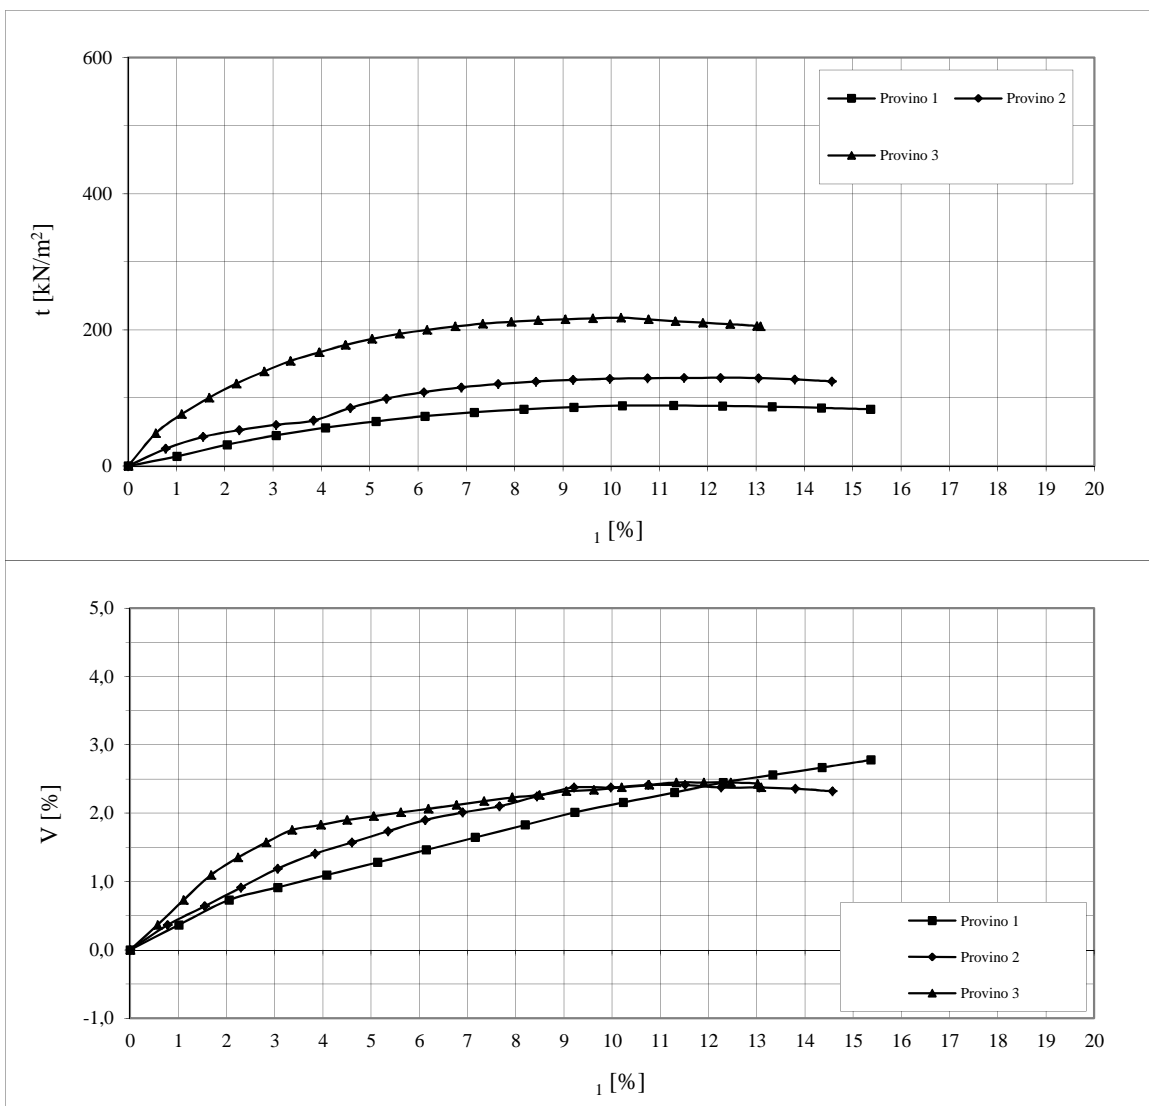 600
400
200
0
t [kN/m²]
Provino 1 Provino 2
Provino 3
0 1 2 3 4 5 6 7 8 9 10 11 12 13 14 15 16 17 18 19 20
₁ [%]
5,0
4,0
3,0
2,0
1,0
0,0
-1,0
V [%]
Provino 1
Provino 2
Provino 3
0 1 2 3 4 5 6 7 8 9 10 11 12 13 14 15 16 17 18 19 20
₁ [%]